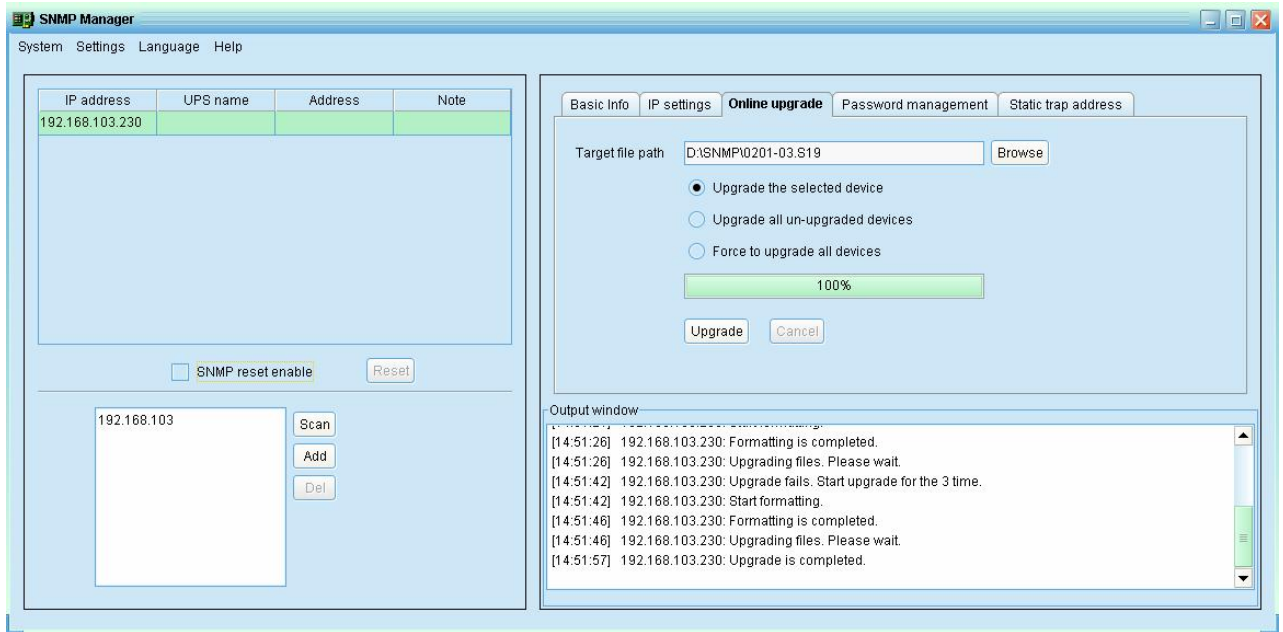 SNMP Manager
System Settings Language Help
IP address UPS name Address Note
192.168.103.230
SNMP reset enable Reset
192.168.103
Scan
Add
Del
Basic Info IP settings Online upgrade Password management Static trap address
Target file path D:\SNMP\0201-03.S19 Browse
Upgrade the selected device
Upgrade all un-upgraded devices
Force to upgrade all devices
100%
Upgrade Cancel
Output window
[14:51:26] 192.168.103.230: Formatting is completed.
[14:51:26] 192.168.103.230: Upgrading files. Please wait.
[14:51:42] 192.168.103.230: Upgrade fails. Start upgrade for the 3 time.
[14:51:42] 192.168.103.230: Start formatting.
[14:51:46] 192.168.103.230: Formatting is completed.
[14:51:46] 192.168.103.230: Upgrading files. Please wait.
[14:51:57] 192.168.103.230: Upgrade is completed.